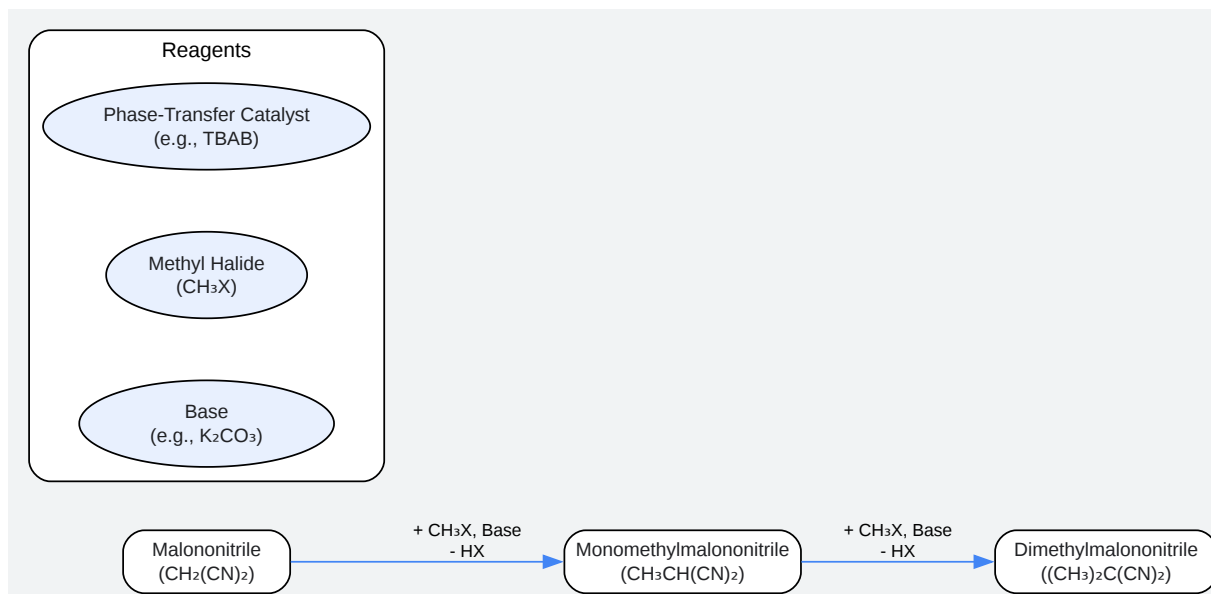 Reagents
Phase-Transfer Catalyst
(e.g., TBAB)
Methyl Halide
(CH₃X)
Base
(e.g., K₂CO₃)
Malononitrile
(CH₂(CN)₂)
+ CH₃X, Base
- HX
Monomethylmalononitrile
(CH₃CH(CN)₂)
+ CH₃X, Base
- HX
Dimethylmalononitrile
((CH₃)₂C(CN)₂)